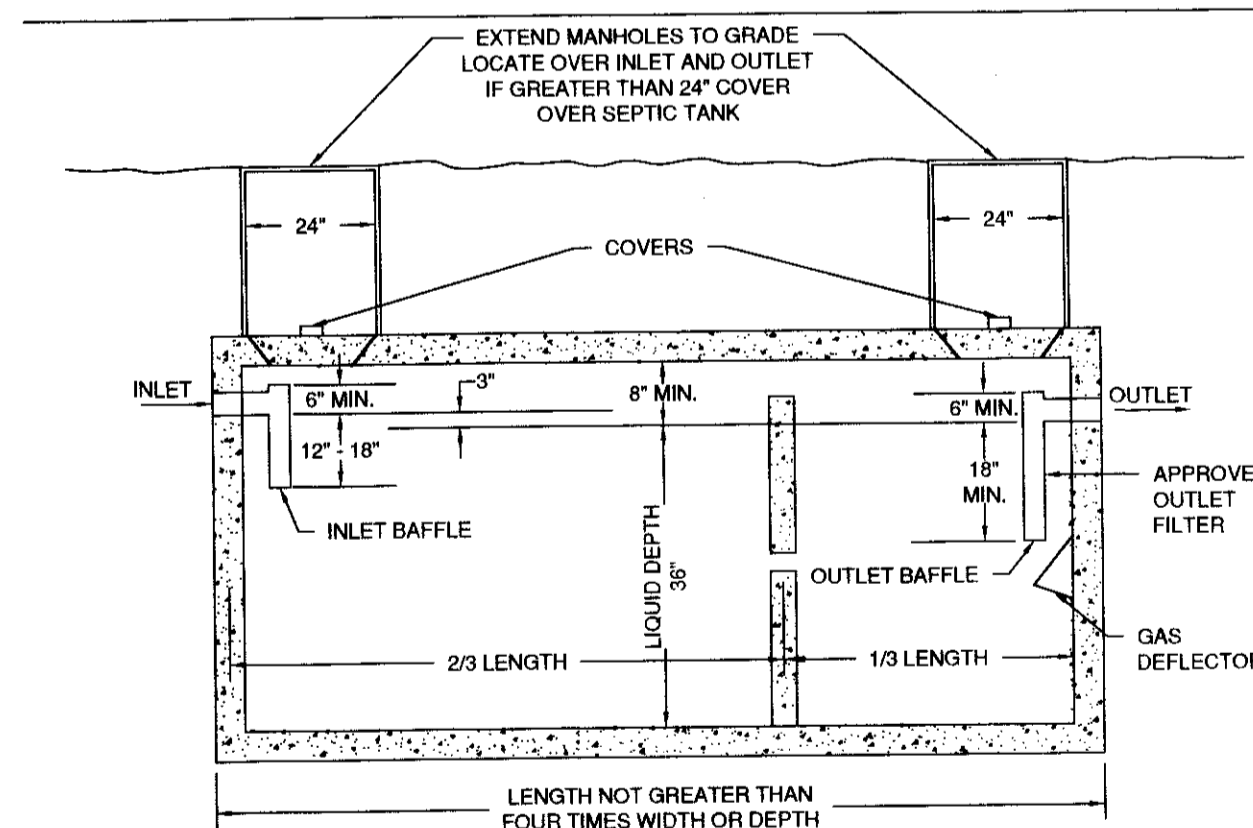 EXTEND MANHOLES TO GRADE
LOCATE OVER INLET AND OUTLET
IF GREATER THAN 24" COVER
OVER SEPTIC TANK
24"
24"
COVERS
INLET
6" MIN.
3"
8" MIN.
6" MIN.
OUTLET
12" - 18"
18"
MIN.
APPROVE
OUTLET
FILTER
INLET BAFFLE
LIQUID DEPTH
36"
OUTLET BAFFLE
GAS
DEFLECTOR
2/3 LENGTH
1/3 LENGTH
LENGTH NOT GREATER THAN
FOUR TIMES WIDTH OR DEPTH